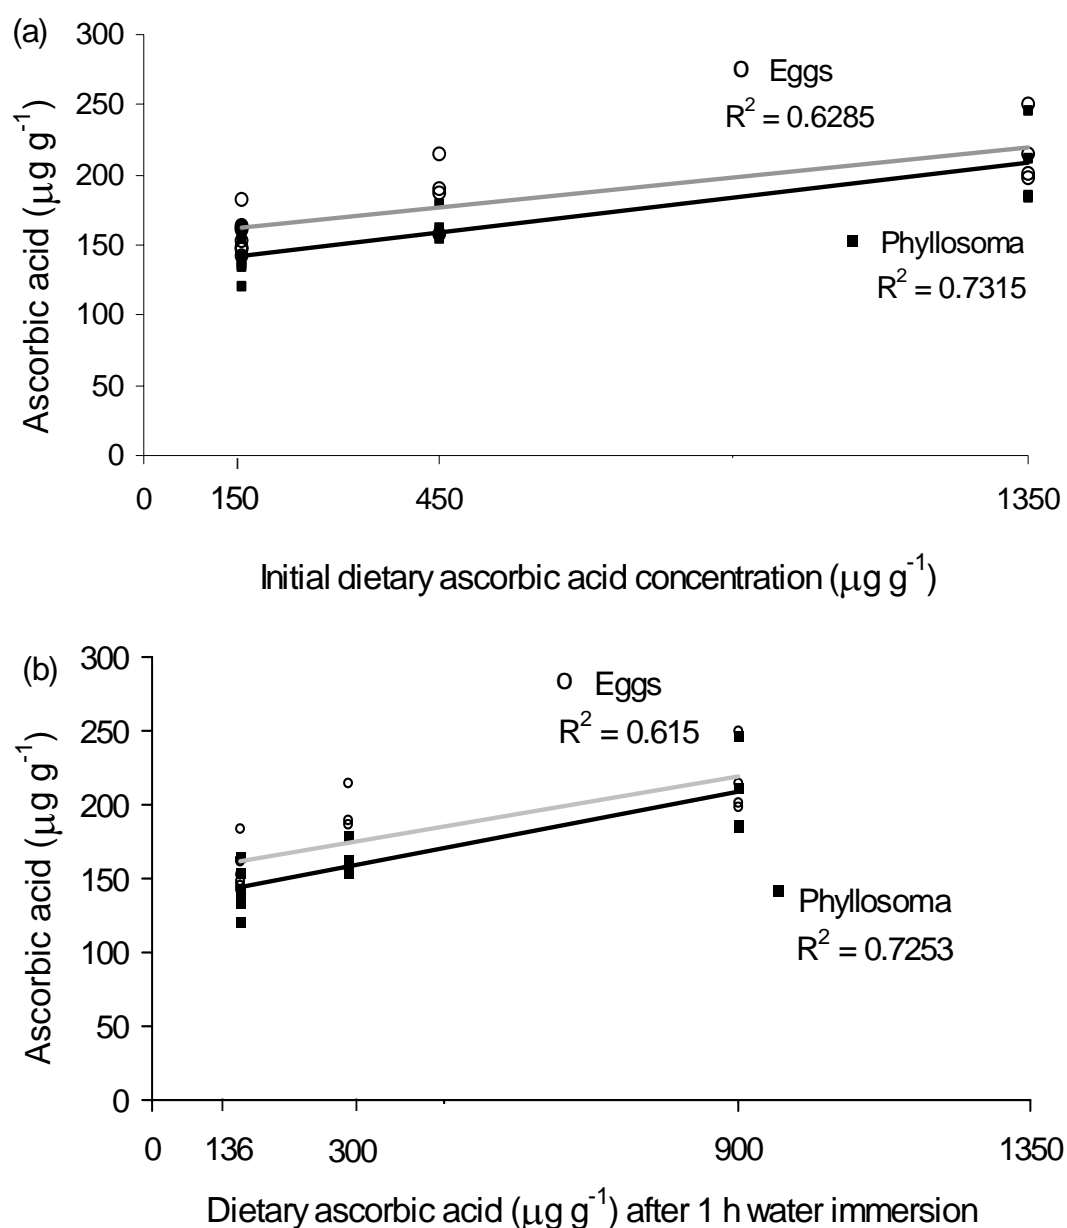 (a)
300
250
200
150
100
50
0
Ascorbic acid (μg g⁻¹)
o Eggs
R² = 0.6285
■ Phyllosoma
R² = 0.7315
0 150 450 1350
Initial dietary ascorbic acid concentration (μg g⁻¹)
(b)
300
250
200
150
100
50
0
Ascorbic acid (μg g⁻¹)
o Eggs
R² = 0.615
■ Phyllosoma
R² = 0.7253
0 136 300 900 1350
Dietary ascorbic acid (μg g⁻¹) after 1 h water immersion